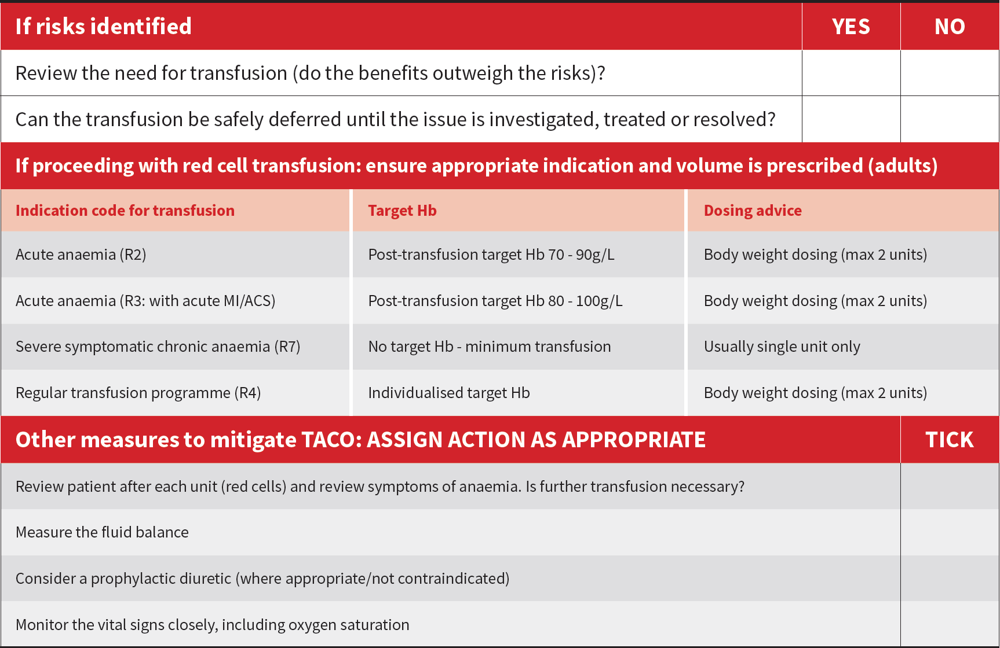 If risks identified YES NO
Review the need for transfusion (do the benefits outweigh the risks)?
Can the transfusion be safely deferred until the issue is investigated, treated or resolved?
If proceeding with red cell transfusion: ensure appropriate indication and volume is prescribed (adults)
Indication code for transfusion Target Hb Dosing advice
Acute anaemia (R2) Post-transfusion target Hb 70 - 90g/L Body weight dosing (max 2 units)
Acute anaemia (R3: with acute MI/ACS) Post-transfusion target Hb 80 - 100g/L Body weight dosing (max 2 units)
Severe symptomatic chronic anaemia (R7) No target Hb - minimum transfusion Usually single unit only
Regular transfusion programme (R4) Individualised target Hb Body weight dosing (max 2 units)
Other measures to mitigate TACO: ASSIGN ACTION AS APPROPRIATE TICK
Review patient after each unit (red cells) and review symptoms of anaemia. Is further transfusion necessary?
Measure the fluid balance
Consider a prophylactic diuretic (where appropriate/not contraindicated)
Monitor the vital signs closely, including oxygen saturation